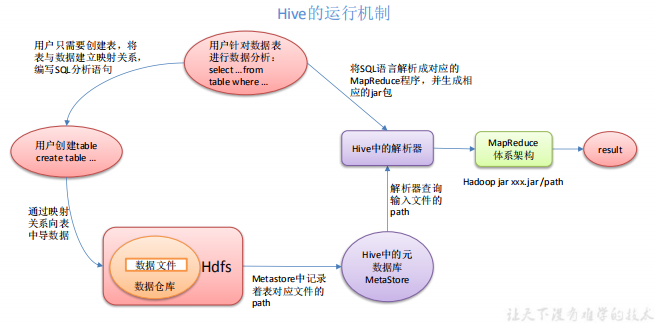 Hive的运行机制
用户只需要创建表，将
表与数据建立映射关系，
编写SQL分析语句
用户针对数据表
进行数据分析：
select ... from
table where ...
将SQL语言解析成对应的
MapReduce程序，并生成相
应的jar包
用户创建table
create table ...
Hive中的解析器
MapReduce
体系架构
result
Hadoop jar xxx.jar/path
解析器查询
输入文件的
path
通过映射
关系向表
中导数据
数据文件
数据仓库
Hdfs
Metastore中记录
着表对应文件的
path
Hive中的元
数据库
MetaStore
让天下没有难学的技术